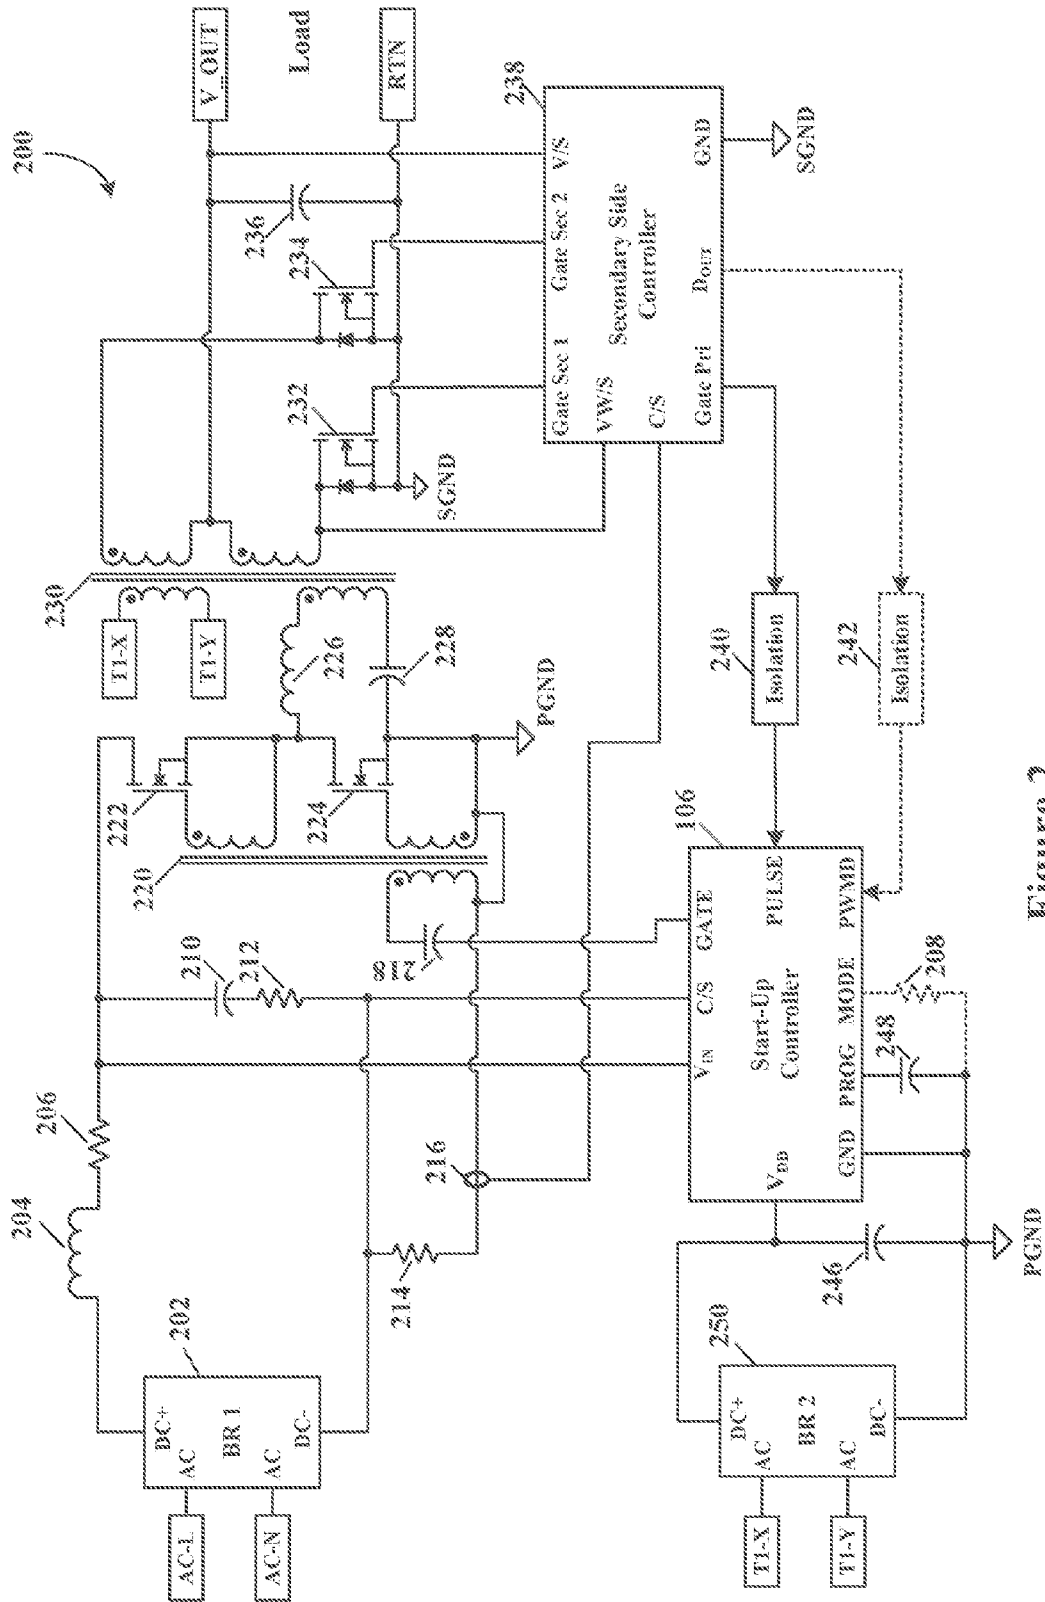 200
V_OUT
Load
RTN
236
234
232
238
V/S
Gate Sec 2
Gate Sec 1
VW/S
C/S
Secondary Side
Controller
GND
D_OUT
Gate Pri
SGND
SGND
230
T1-X
T1-Y
226
228
PGND
222
224
220
240
Isolation
242
Isolation
210
212
218
106
GATE
PULSE
C/S
PWMD
V_IN
Start-Up
Controller
MODE
PROG
V_DD
GND
208
248
206
204
216
214
202
DC+
AC
BR 1
AC
DC-
AC-L
AC-N
250
DC+
AC
BR 2
AC
DC-
T1-X
T1-Y
246
PGND
Figure 2